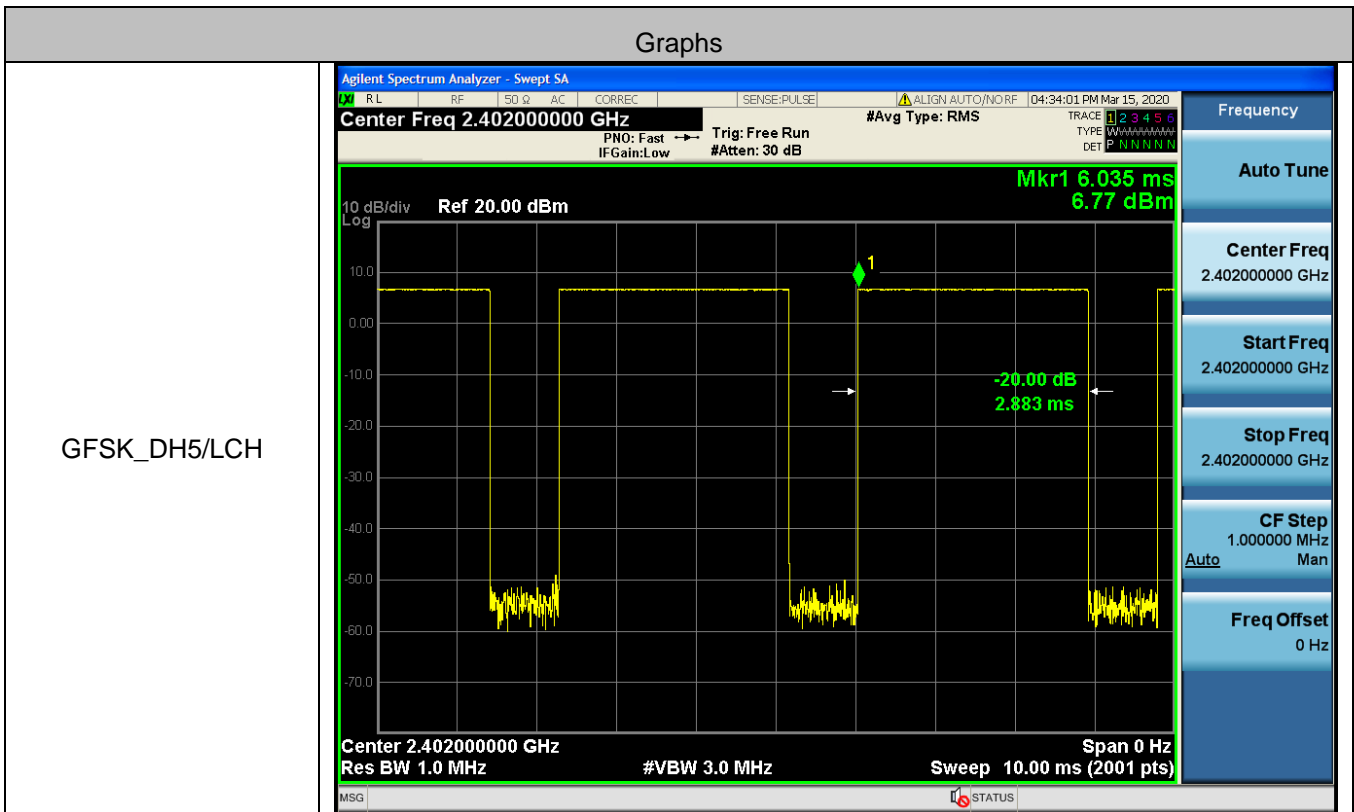 Graphs
GFSK_DH5/LCH
Agilent Spectrum Analyzer - Swept SA
LXI RL RF 50 Ω AC CORREC SENSE:PULSE ALIGN AUTO/NO RF 04:34:01 PM Mar 15, 2020
Center Freq 2.402000000 GHz
PNO: Fast
IFGain:Low
Trig: Free Run
#Atten: 30 dB
#Avg Type: RMS
TRACE 1 2 3 4 5 6
TYPE WWWWWWW
DET P N N N N N
Mkr1 6.035 ms
6.77 dBm
10 dB/div Ref 20.00 dBm
Log
1
10.0
0.00
-10.0
-20.0
-30.0
-40.0
-50.0
-60.0
-70.0
-20.00 dB
2.883 ms
Center 2.402000000 GHz Span 0 Hz
Res BW 1.0 MHz #VBW 3.0 MHz Sweep 10.00 ms (2001 pts)
MSG STATUS
Frequency
Auto Tune
Center Freq
2.402000000 GHz
Start Freq
2.402000000 GHz
Stop Freq
2.402000000 GHz
CF Step
1.000000 MHz
Auto Man
Freq Offset
0 Hz